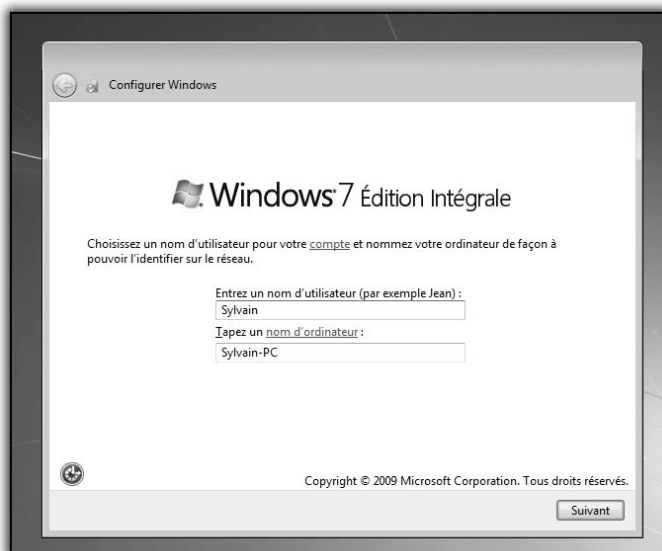 Configurer Windows
Windows 7 Édition Intégrale
Choisissez un nom d'utilisateur pour votre compte et nommez votre ordinateur de façon à
pouvoir l'identifier sur le réseau.
Entrez un nom d'utilisateur (par exemple Jean) :
Sylvain
Tapez un nom d'ordinateur :
Sylvain-PC
Copyright © 2009 Microsoft Corporation. Tous droits réservés.
Suivant